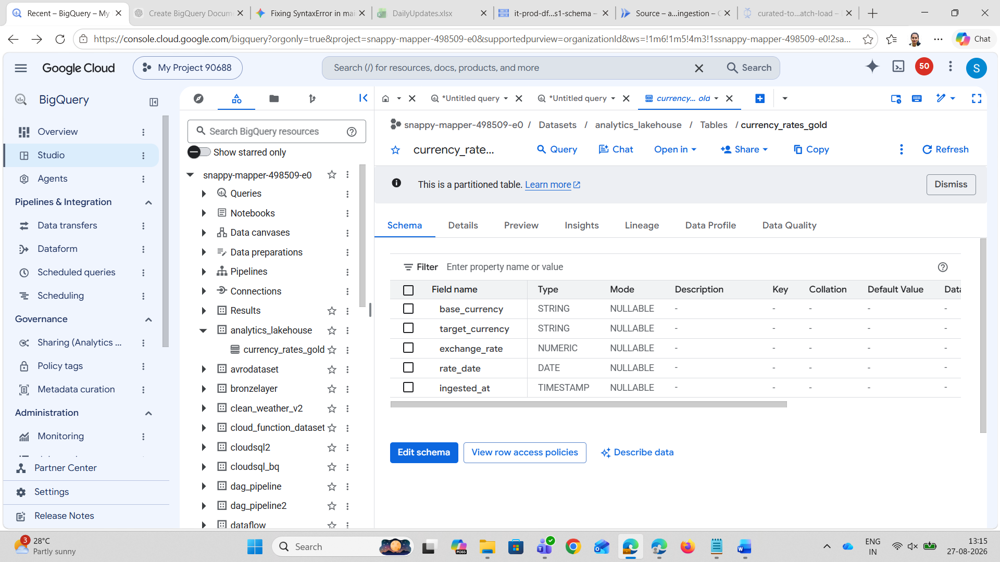 Recent – BigQuery – My
Create BigQuery Docum
Fixing SyntaxError in mai
DailyUpdates.xlsx
it-prod-df...s1-schema –
Source – a...ingestion – C
curated-to...atch-load –
https://console.cloud.google.com/bigquery?orgonly=true&project=snappy-mapper-498509-e0&supportedpurview=organizationId&ws=!1m6!1m5!4m3!1ssnappy-mapper-498509-e0!2sa...
Chat
Google Cloud
My Project 90688
Search (/) for resources, docs, products, and more
Search
50
S
BigQuery
Overview
Studio
Agents
Pipelines & Integration
Data transfers
Dataform
Scheduled queries
Scheduling
Governance
Sharing (Analytics ...
Policy tags
Metadata curation
Administration
Monitoring
Partner Center
Settings
Release Notes
Search BigQuery resources
Show starred only
snappy-mapper-498509-e0
Queries
Notebooks
Data canvases
Data preparations
Pipelines
Connections
Results
analytics_lakehouse
currency_rates_gold
avrodataset
bronzelayer
clean_weather_v2
cloud_function_dataset
cloudsql2
cloudsql_bq
dag_pipeline
dag_pipeline2
dataflow
*Untitled query
*Untitled query
currency... old
snappy-mapper-498509-e0 / Datasets / analytics_lakehouse / Tables / currency_rates_gold
currency_rate...
Query
Chat
Open in
Share
Copy
Refresh
This is a partitioned table. Learn more
Dismiss
Schema Details Preview Insights Lineage Data Profile Data Quality
Filter Enter property name or value
Field name Type Mode Description Key Collation Default Value Data
base_currency STRING NULLABLE - - - - -
target_currency STRING NULLABLE - - - - -
exchange_rate NUMERIC NULLABLE - - - - -
rate_date DATE NULLABLE - - - - -
ingested_at TIMESTAMP NULLABLE - - - - -
Edit schema
View row access policies
Describe data
3
28°C
Partly sunny
Search
M365
ENG
IN
13:15
27-08-2026